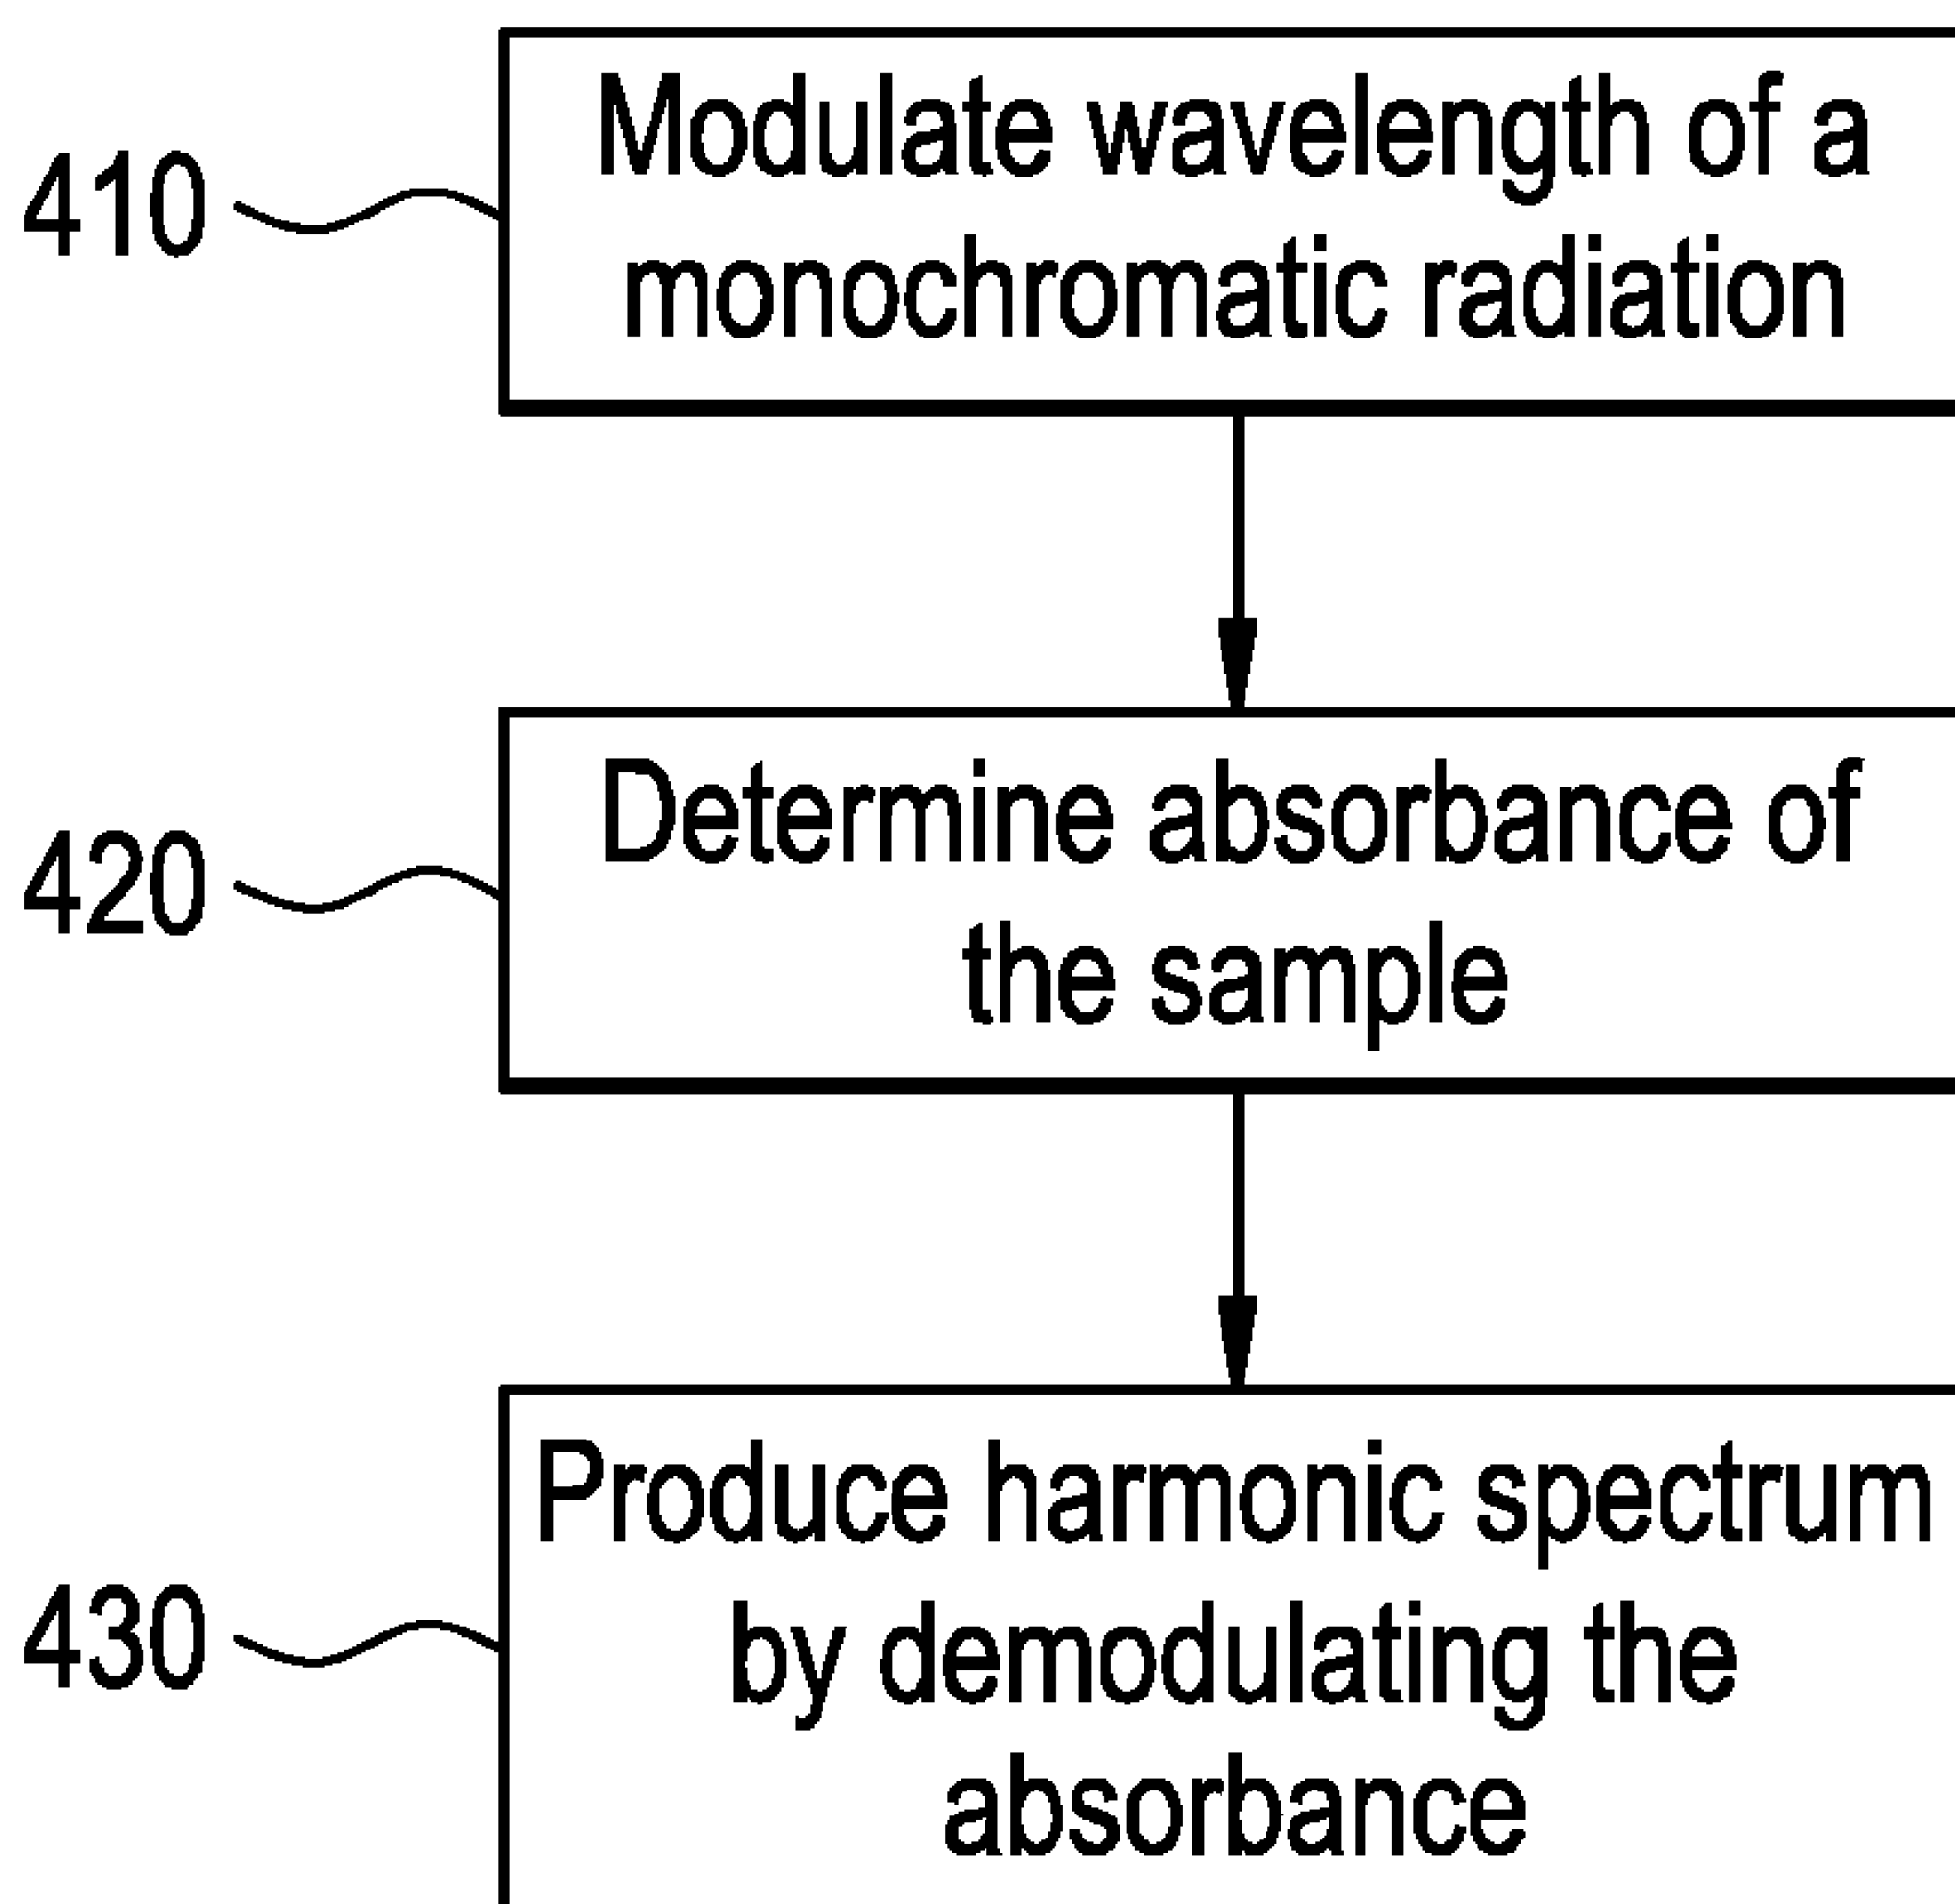 410
Modulate wavelength of a
monochromatic radiation
420
Determine absorbance of
the sample
430
Produce harmonic spectrum
by demodulating the
absorbance